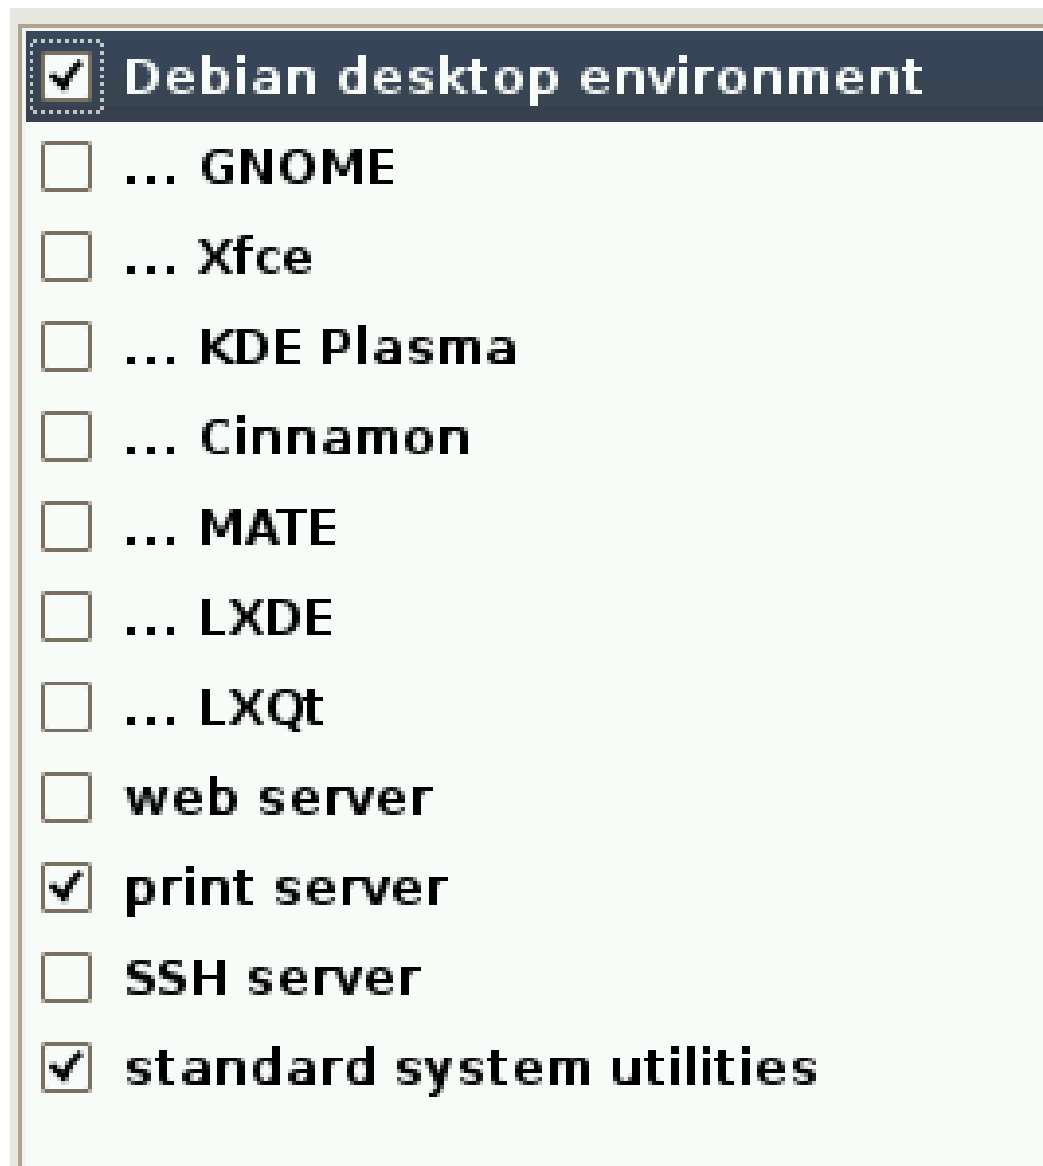 Debian desktop environment
... GNOME
... Xfce
... KDE Plasma
... Cinnamon
... MATE
... LXDE
... LXQt
web server
print server
SSH server
standard system utilities